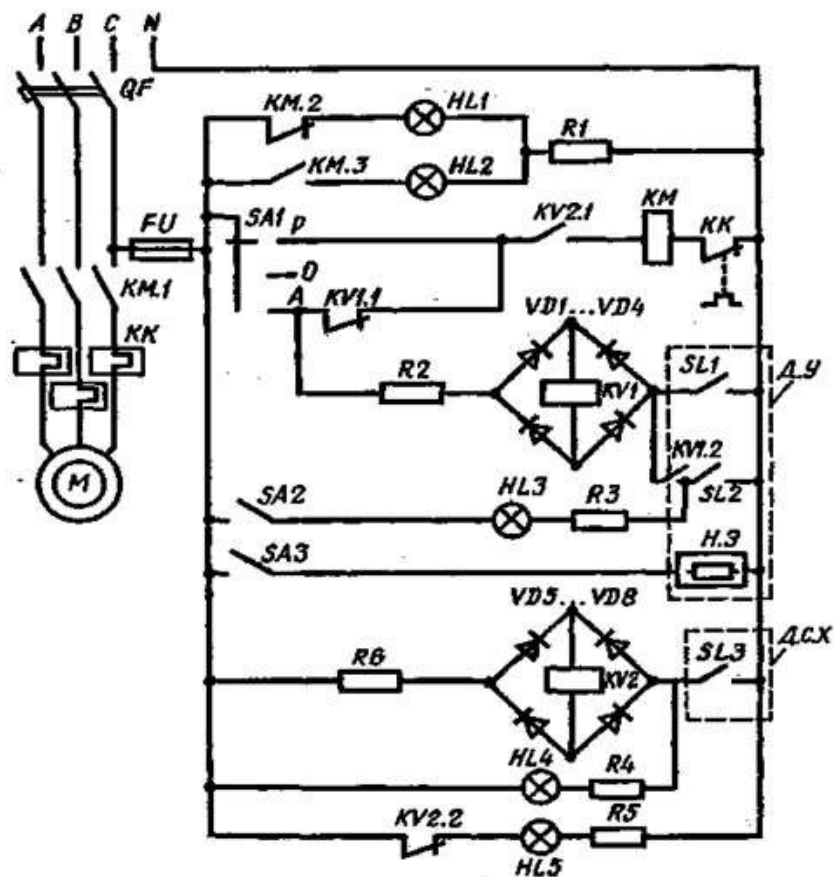 A B C N
QF
KM.2 HL1
R1
KM.3 HL2
FU
SA1 P
KV2.1 KM KK
KM.1
O
A KV1.1
KK
VD1...VD4
R2 KV1 SL1
Д.У
KV1.2
M
SL2
SA2 HL3 R3
SA3
Н.Э
VD5...VD8
R6 KV2 SL3
Д.С.Х
HL4 R4
KV2.2 HL5 R5